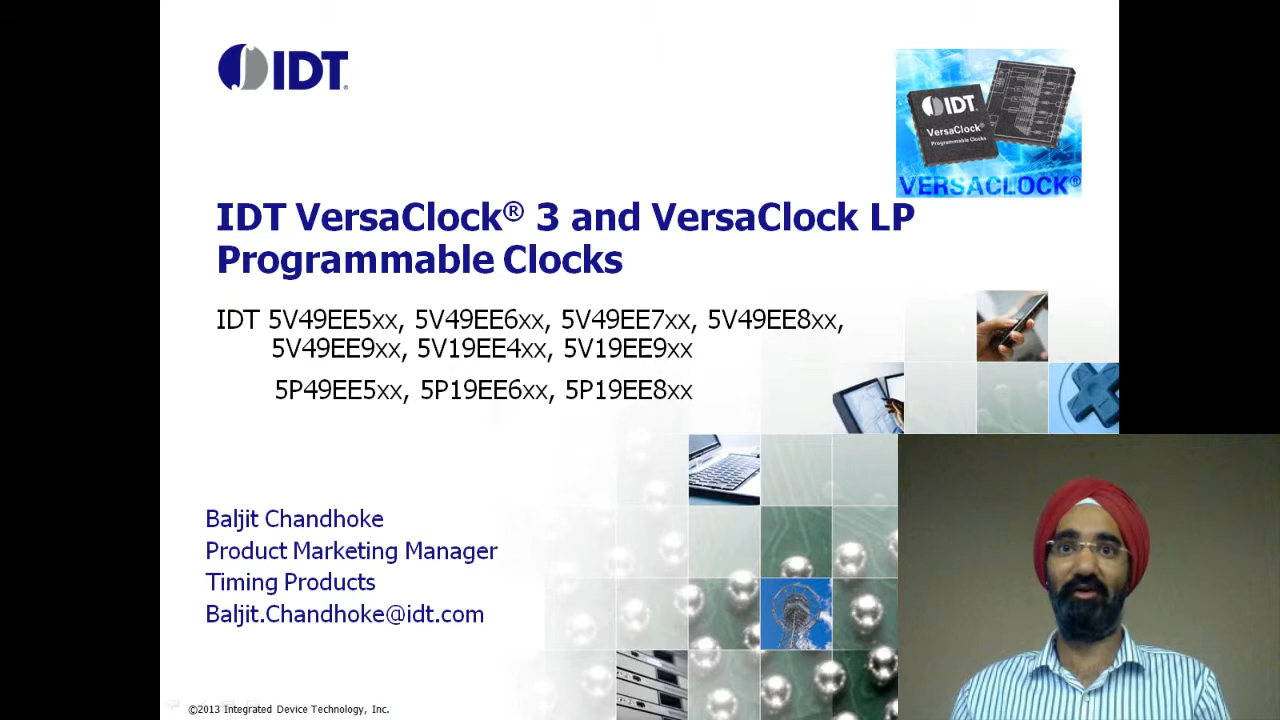 IDT®
IDT
VersaClock®
Programmable Clocks
VERSACLOCK®
IDT VersaClock® 3 and VersaClock LP
Programmable Clocks
IDT 5V49EE5xx, 5V49EE6xx, 5V49EE7xx, 5V49EE8xx,
5V49EE9xx, 5V19EE4xx, 5V19EE9xx
5P49EE5xx, 5P19EE6xx, 5P19EE8xx
Baljit Chandhoke
Product Marketing Manager
Timing Products
Baljit.Chandhoke@idt.com
©2013 Integrated Device Technology, Inc.